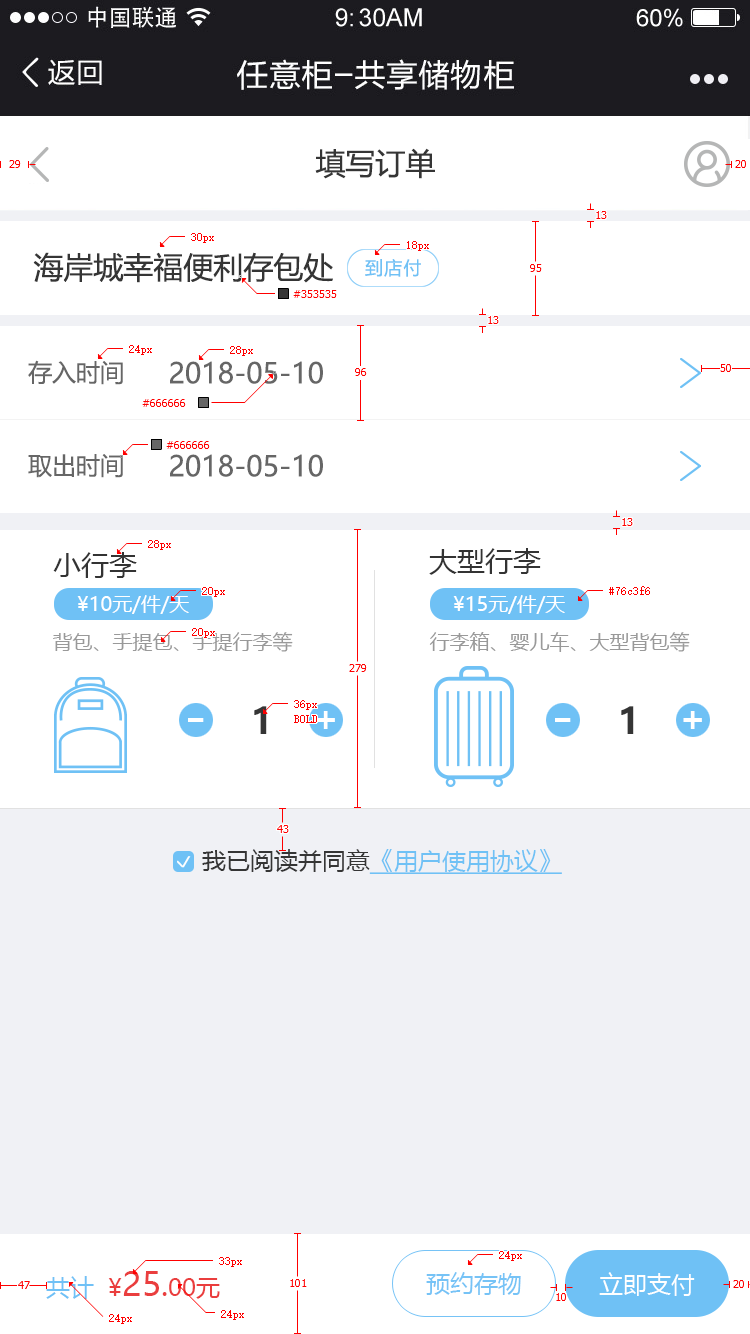 中国联通 9:30AM 60%
返回 任意柜-共享储物柜
29 填写订单 20
13
30px 18px
海岸城幸福便利存包处 到店付 95
#353535
13
24px 28px
存入时间 2018-05-10 96 50
#666666
#666666
取出时间 2018-05-10
13
28px
小行李 大型行李
¥10元/件/天 20px ¥15元/件/天 #76c3f6
20px
背包、手提包、手提行李等 行李箱、婴儿车、大型背包等
279
36px
BOLD
1 1
43
我已阅读并同意《用户使用协议》
33px 24px
47 共计 ¥25.00元 101 预约存物 10 立即支付 20
24px 24px